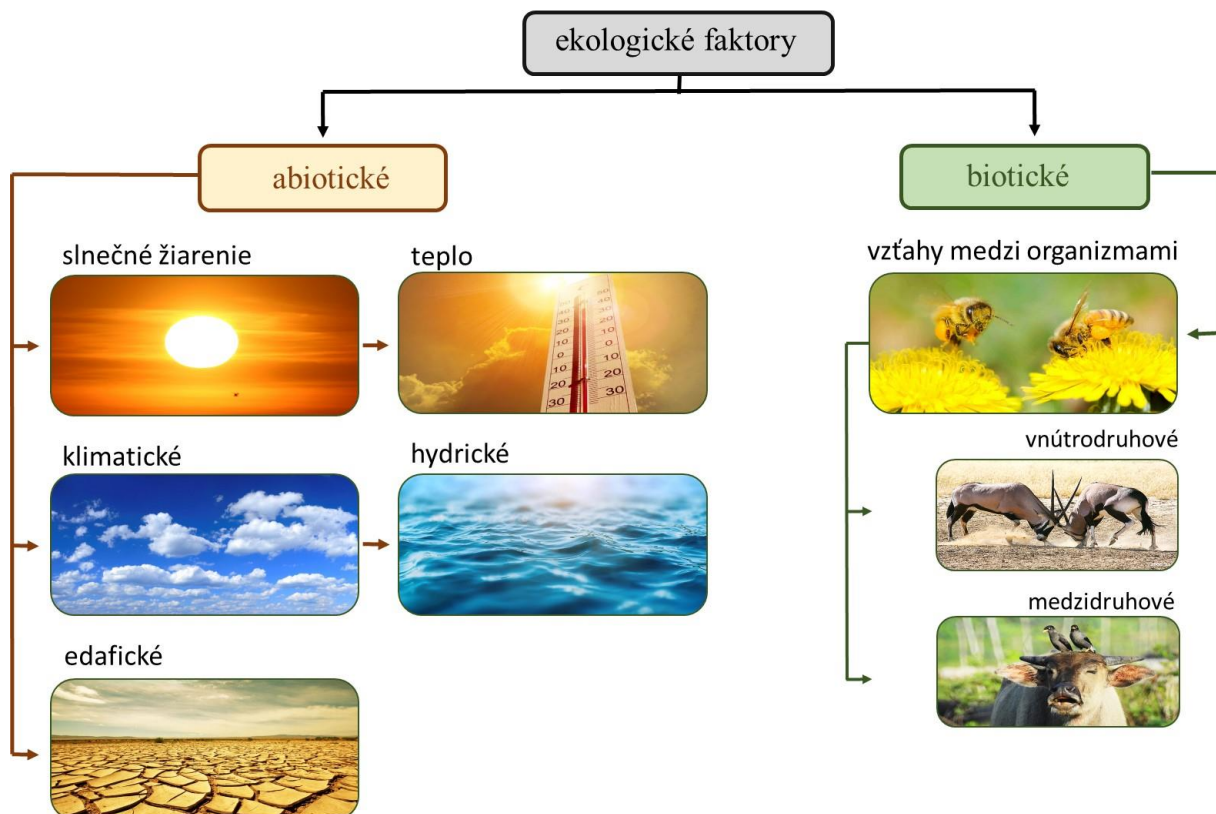 ekologické faktory
abiotické
biotické
slnečné žiarenie
teplo
vzťahy medzi organizmami
klimatické
hydrické
vnútrodruhové
medzidruhové
edafické